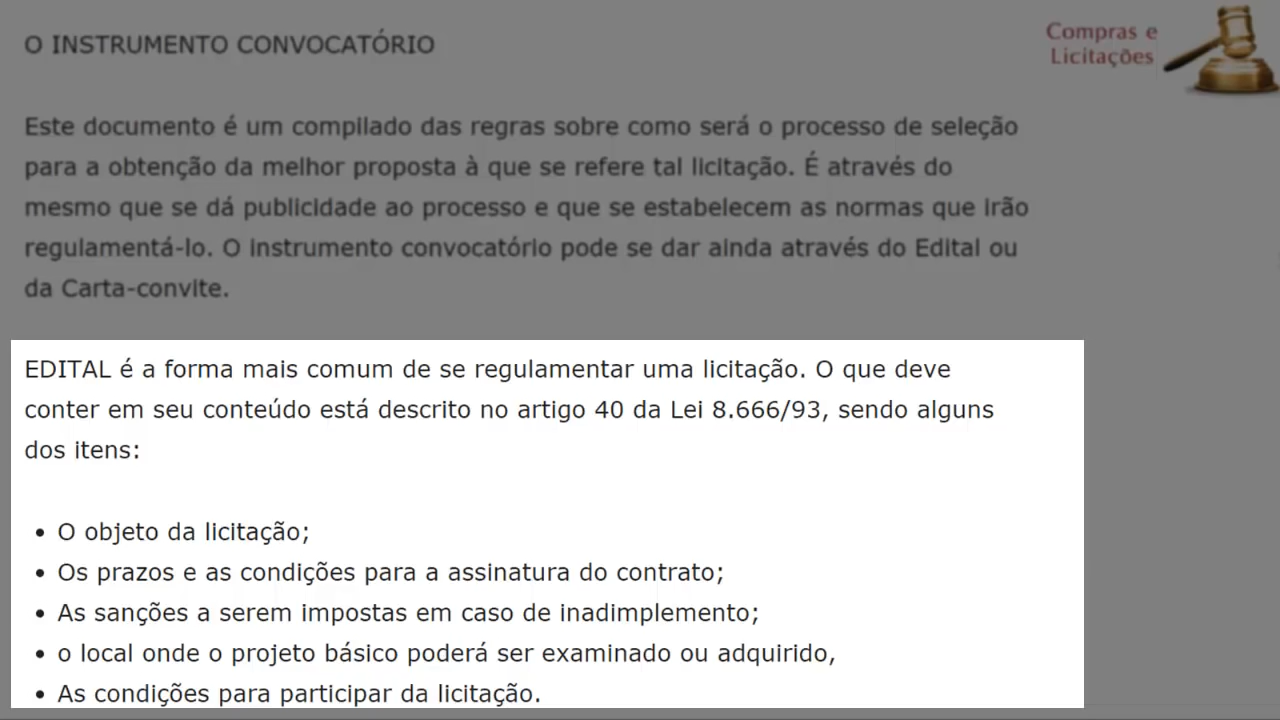 O INSTRUMENTO CONVOCATÓRIO
Compras e
Licitações
Este documento é um compilado das regras sobre como será o processo de seleção
para a obtenção da melhor proposta à que se refere tal licitação. É através do
mesmo que se dá publicidade ao processo e que se estabelecem as normas que irão
regulamentá-lo. O instrumento convocatório pode se dar ainda através do Edital ou
da Carta-convite.
EDITAL é a forma mais comum de se regulamentar uma licitação. O que deve
conter em seu conteúdo está descrito no artigo 40 da Lei 8.666/93, sendo alguns
dos itens:
• O objeto da licitação;
• Os prazos e as condições para a assinatura do contrato;
• As sanções a serem impostas em caso de inadimplemento;
• o local onde o projeto básico poderá ser examinado ou adquirido,
• As condições para participar da licitação.